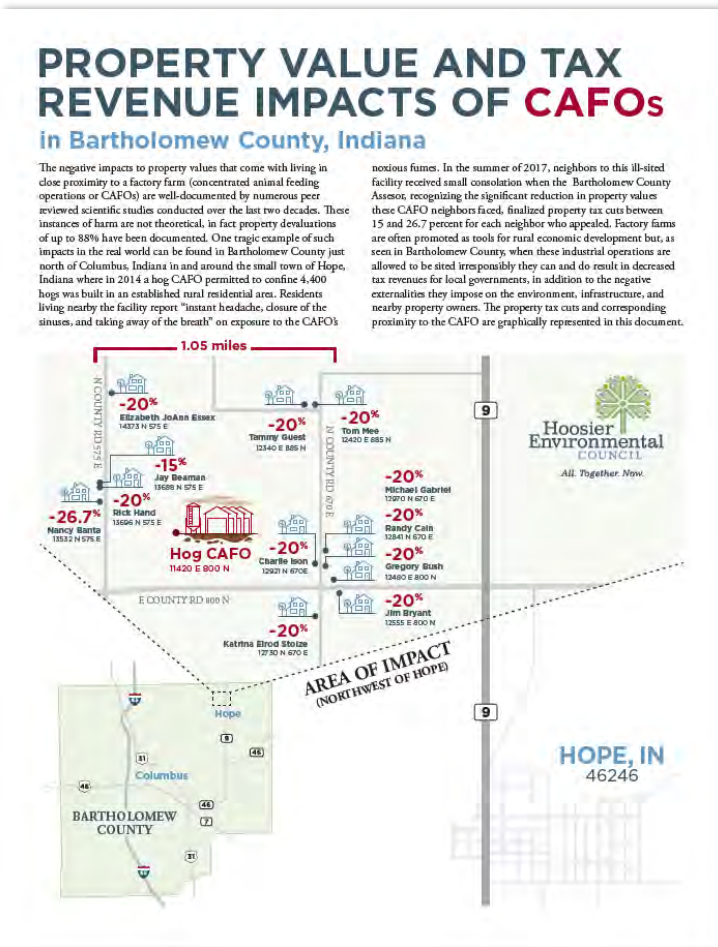 PROPERTY VALUE AND TAX
REVENUE IMPACTS OF CAFOs
in Bartholomew County, Indiana
The negative impacts to property values that come with living in
close proximity to a factory farm (concentrated animal feeding
operations or CAFOs) are well-documented by numerous peer
reviewed scientific studies conducted over the last two decades. These
instances of harm are not theoretical, in fact property devaluations
of up to 88% have been documented. One tragic example of such
impacts in the real world can be found in Bartholomew County just
north of Columbus, Indiana in and around the small town of Hope,
Indiana where in 2014 a hog CAFO permitted to confine 4,400
hogs was built in an established rural residential area. Residents
living nearby the facility report "instant headache, closure of the
sinuses, and taking away of the breath" on exposure to the CAFO's
noxious fumes. In the summer of 2017, neighbors to this ill-sited
facility received small consolation when the Bartholomew County
Assesor, recognizing the significant reduction in property values
these CAFO neighbors faced, finalized property tax cuts between
15 and 26.7 percent for each neighbor who appealed. Factory farms
are often promoted as tools for rural economic development but, as
seen in Bartholomew County, when these industrial operations are
allowed to be sited irresponsibly they can and do result in decreased
tax revenues for local governments, in addition to the negative
externalities they impose on the environment, infrastructure, and
nearby property owners. The property tax cuts and corresponding
proximity to the CAFO are graphically represented in this document.
1.05 miles
N COUNTY RD 575 E
-20%
Elizabeth JoAnn Essex
14373 N 575 E
-20%
Tammy Guest
12340 E 885 N
-20%
Tom Mee
12420 E 885 N
N COUNTY RD 670 E
9
Hoosier
Environmental
COUNCIL
All. Together. Now.
-15%
Jay Beaman
13688 N 575 E
-20%
Rick Hand
13696 N 575 E
-26.7%
Nancy Banta
13532 N 575 E
Hog CAFO
11420 E 800 N
-20%
Charlie Ison
12921 N 670E
-20%
Michael Gabriel
12970 N 670 E
-20%
Randy Cain
12841 N 670 E
-20%
Gregory Bush
12480 E 800 N
E COUNTY RD 800 N
-20%
Jim Bryant
12555 E 800 N
-20%
Katrina Elrod Stolze
12730 N 670 E
AREA OF IMPACT
(NORTHWEST OF HOPE)
65
Hope
9
9
46
31
Columbus
46
46
7
BARTHOLOMEW
COUNTY
31
65
HOPE, IN
46246